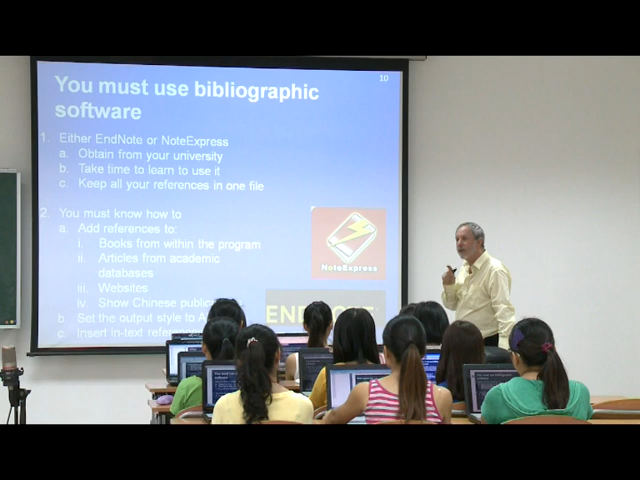 10
You must use bibliographic
software
1. Either EndNote or NoteExpress
a. Obtain from your university
b. Take time to learn to use it
c. Keep all your references in one file
2. You must know how to
a. Add references to:
i. Books from within the program
ii. Articles from academic
databases
iii. Websites
iv. Show Chinese
b. Set the output style to
c. Insert in-text
NoteExpress